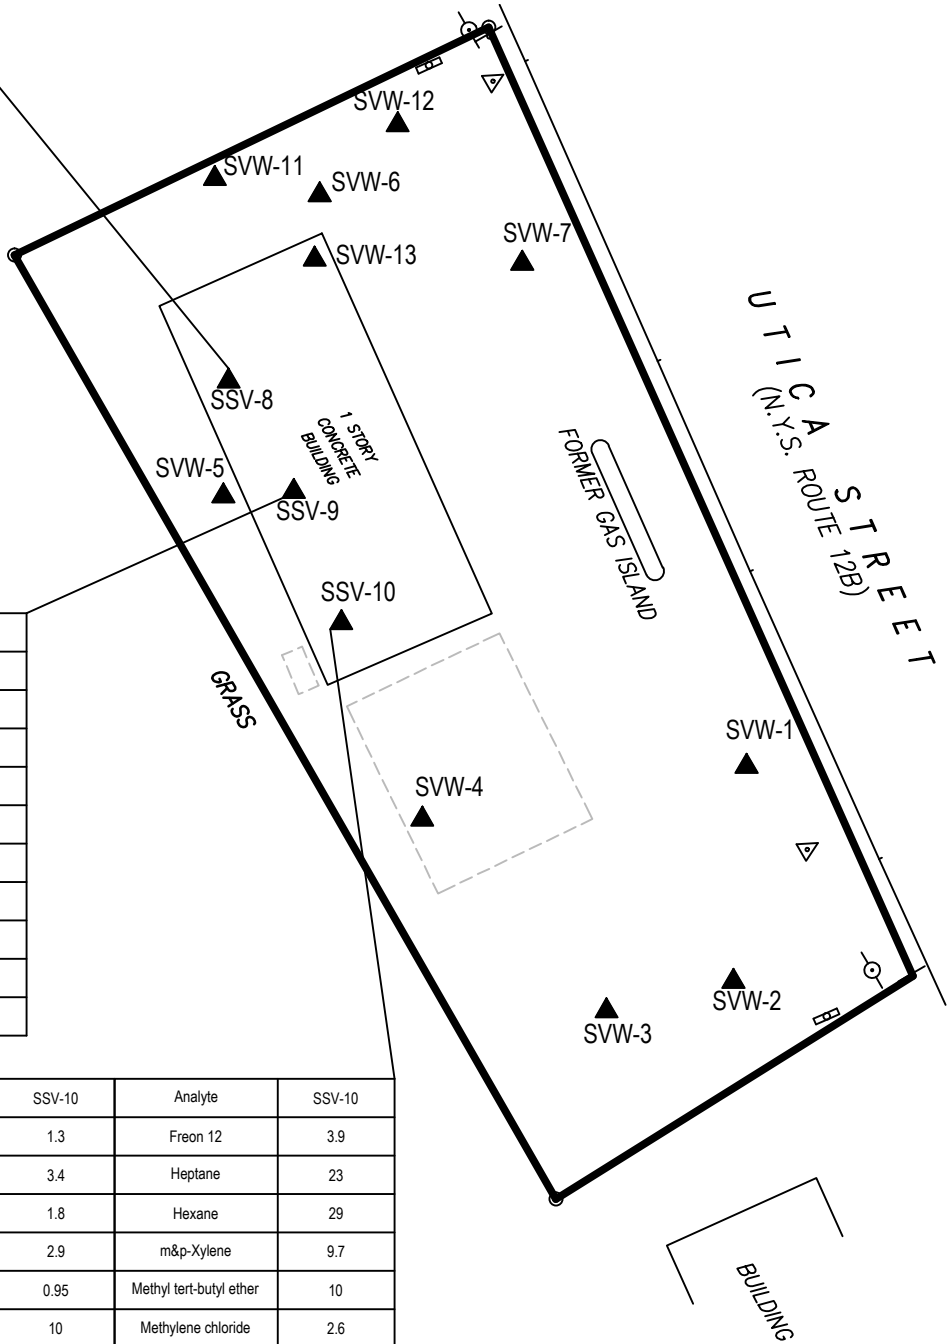 SVW-12
SVW-11
SVW-6
SVW-7
SVW-13
UTICA STREET
(N.Y.S. ROUTE 12B)
SSV-8
1 STORY
CONCRETE
BUILDING
FORMER GAS ISLAND
SVW-5
SSV-9
SSV-10
GRASS
SVW-1
SVW-4
SVW-2
SVW-3
SSV-10 Analyte SSV-10
1.3 Freon 12 3.9
3.4 Heptane 23
1.8 Hexane 29
2.9 m&p-Xylene 9.7
0.95 Methyl tert-butyl ether 10
10 Methylene chloride 2.6
BUILDING